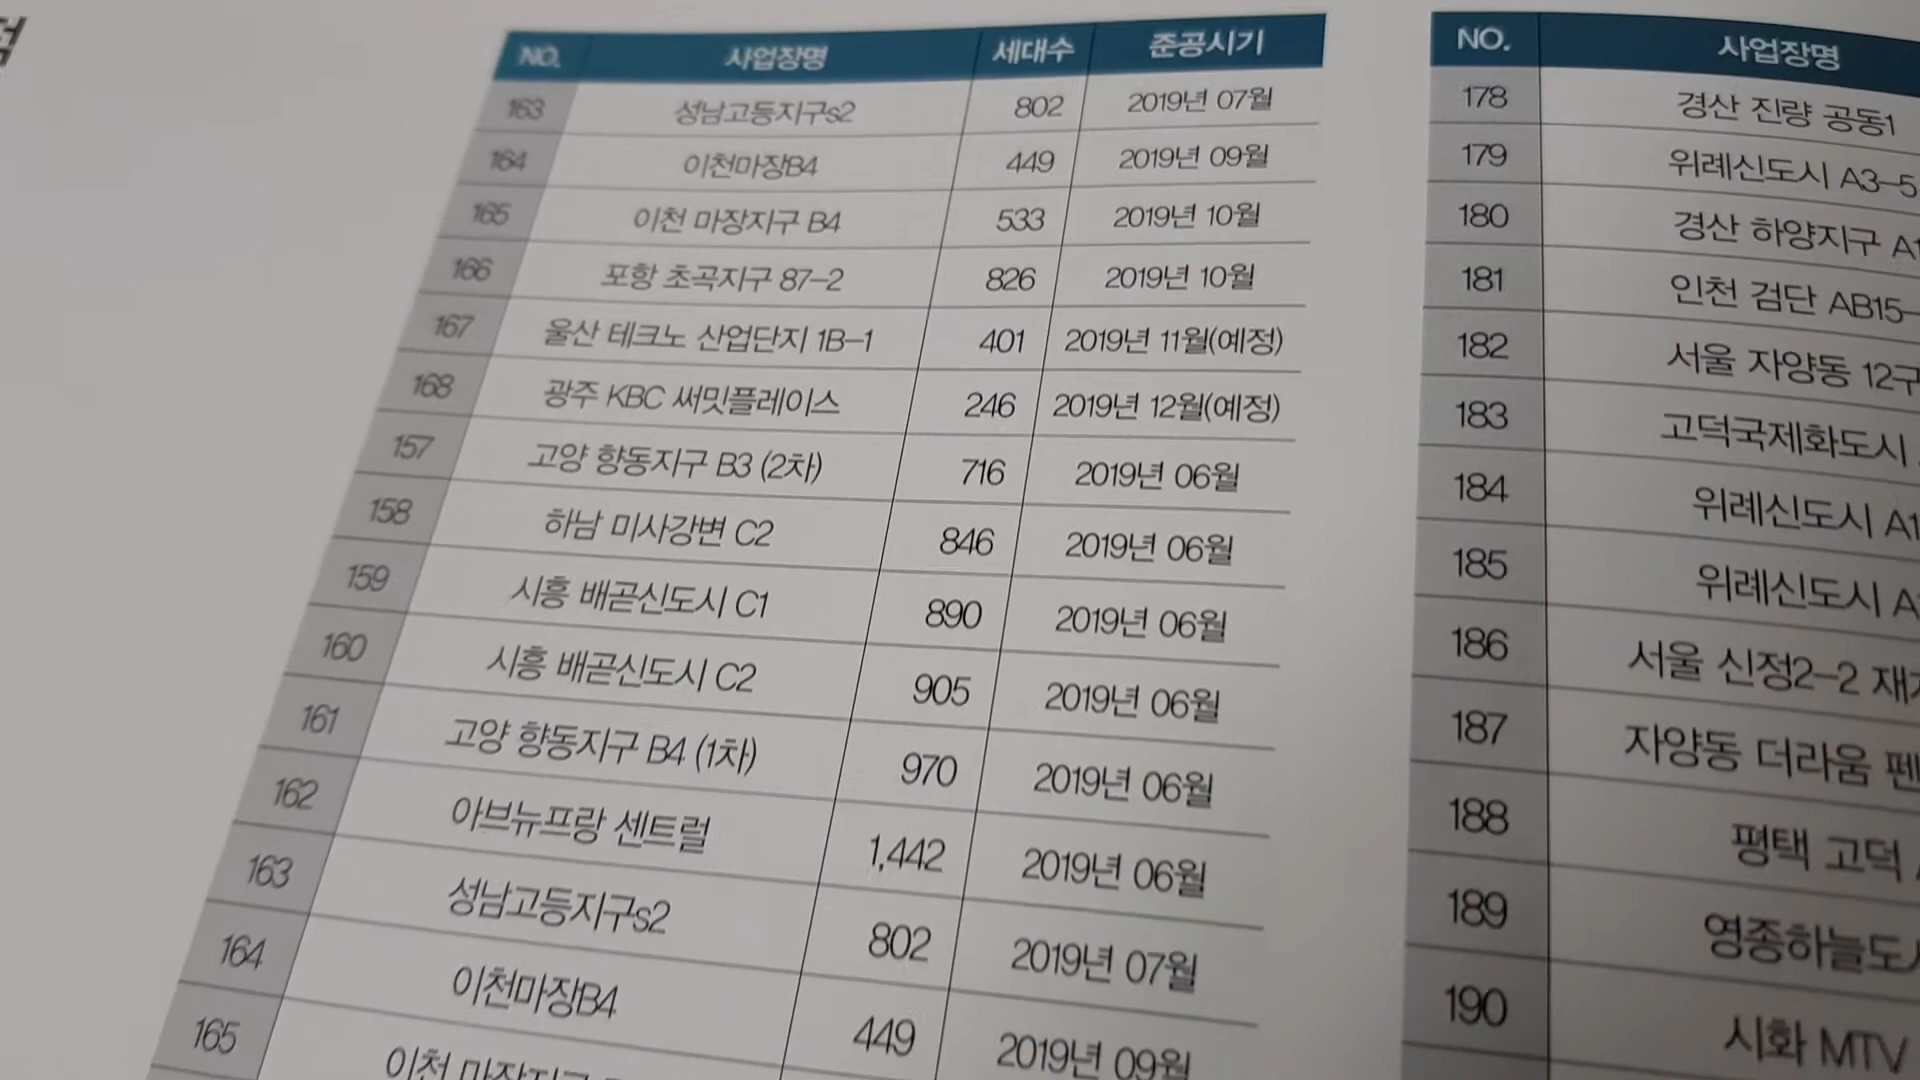 NO. 사업장명 세대수 준공시기
163 성남고등지구s2 802 2019년 07월
164 이천마장B4 449 2019년 09월
165 이천 마장지구 B4 533 2019년 10월
166 포항 초곡지구 87-2 826 2019년 10월
167 울산 테크노 산업단지 1B-1 401 2019년 11월(예정)
168 광주 KBC 써밋플레이스 246 2019년 12월(예정)
157 고양 향동지구 B3 (2차) 716 2019년 06월
158 하남 미사강변 C2 846 2019년 06월
159 시흥 배곧신도시 C1 890 2019년 06월
160 시흥 배곧신도시 C2 905 2019년 06월
161 고양 향동지구 B4 (1차) 970 2019년 06월
162 아브뉴프랑 센트럴 1,442 2019년 06월
163 성남고등지구s2 802 2019년 07월
164 이천마장B4 449 2019년 09월
165 이천 마장지구
NO. 사업장명
178 경산 진량 공동1
179 위례신도시 A3-5
180 경산 하양지구 A1
181 인천 검단 AB15-
182 서울 자양동 12구
183 고덕국제화도시
184 위례신도시 A1
185 위례신도시 A
186 서울 신정2-2 재
187 자양동 더라움 펜
188 평택 고덕
189 영종하늘도
190 시화 MTV